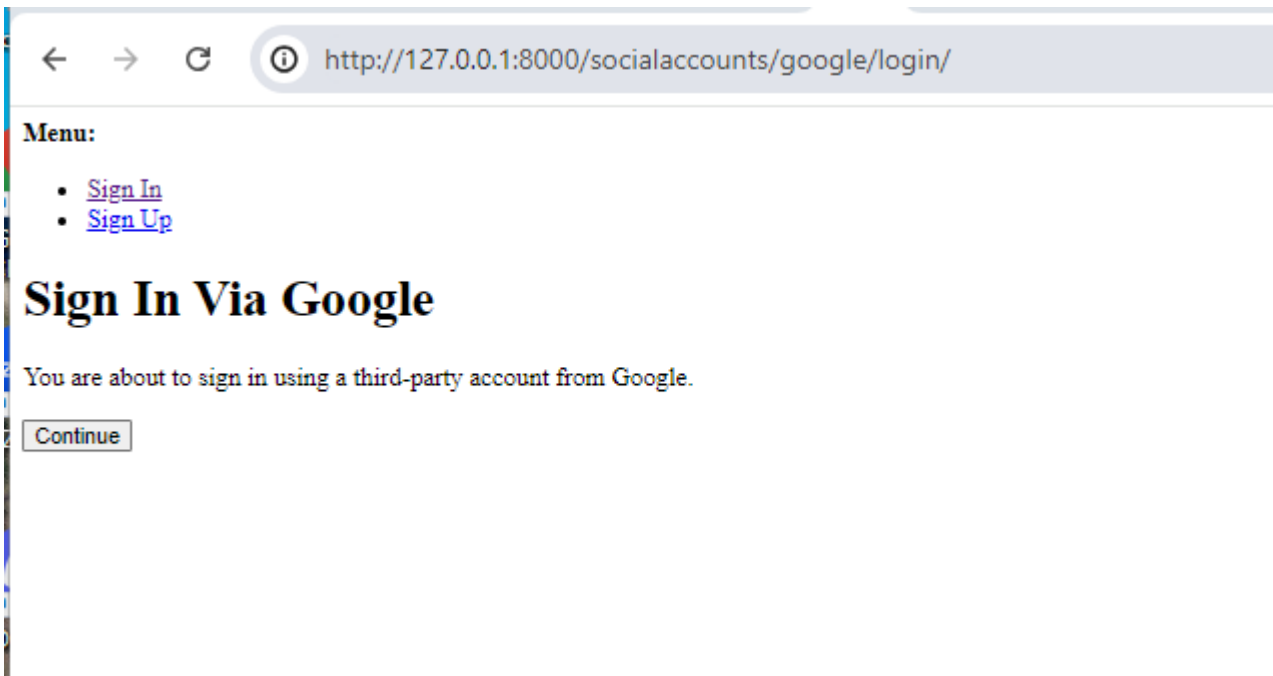 http://127.0.0.1:8000/socialaccounts/google/login/
Menu:
Sign In
Sign Up
Sign In Via Google
You are about to sign in using a third-party account from Google.
Continue